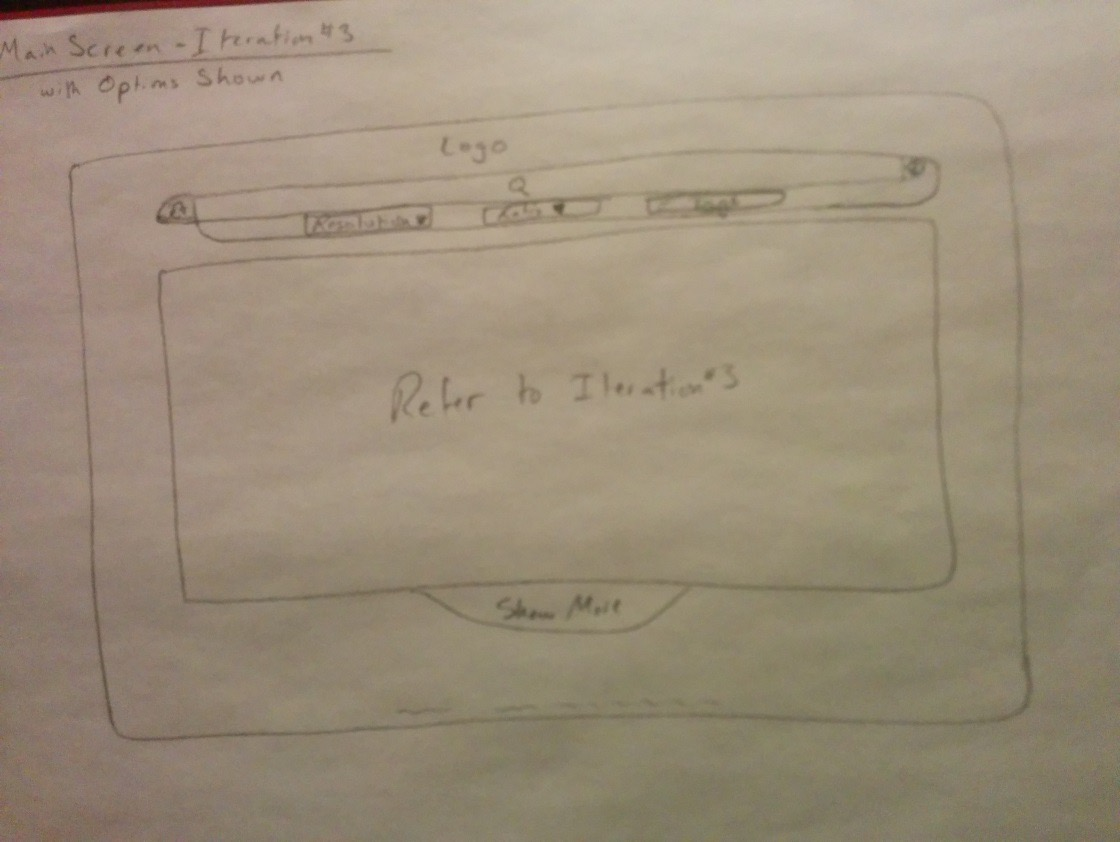 Main Screen - Iteration #3
with Options Shown
Logo
Q
Resolution
Refer to Iteration #3
Show More